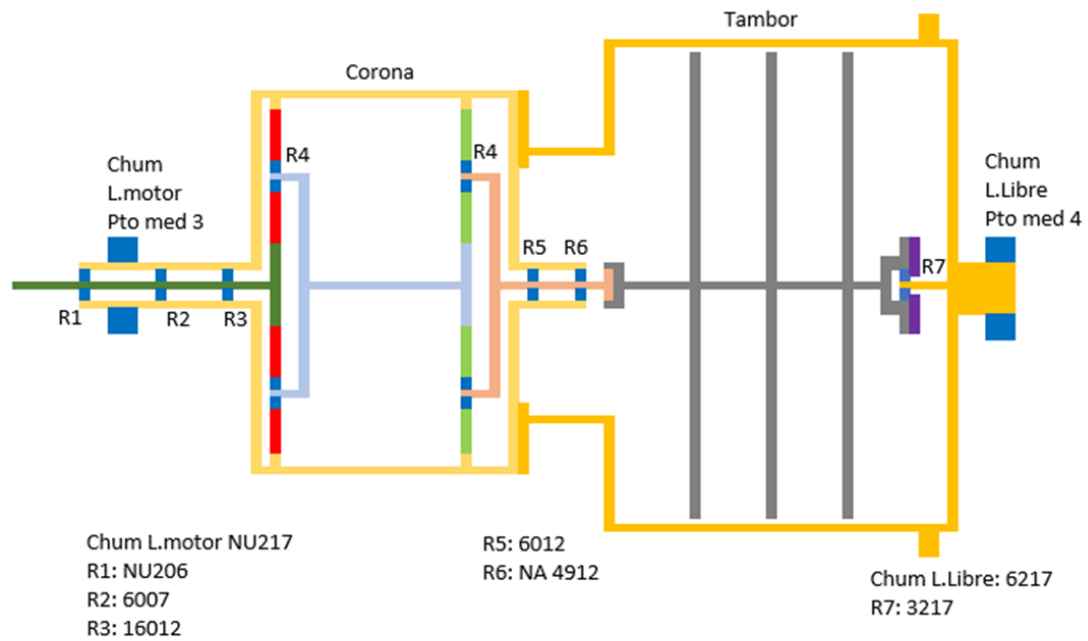 Tambor
Corona
R4
R4
Chum
L.motor
Pto med 3
Chum
L.Libre
Pto med 4
R5
R6
R7
R1
R2
R3
Chum L.motor NU217
R1: NU206
R2: 6007
R3: 16012
R5: 6012
R6: NA 4912
Chum L.Libre: 6217
R7: 3217